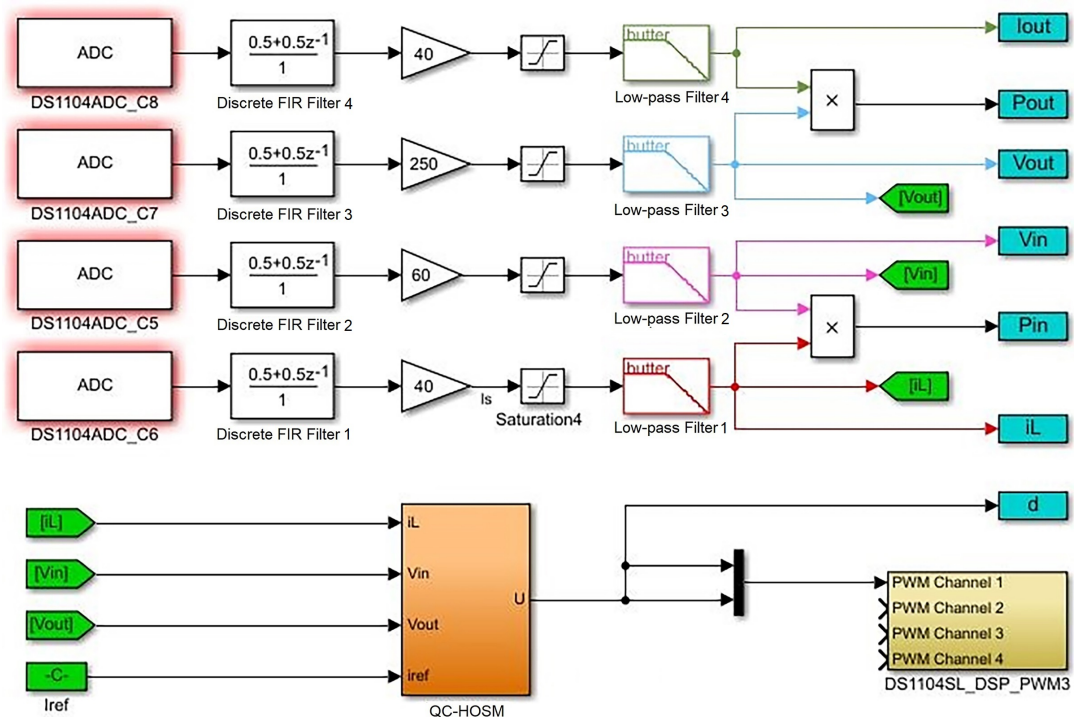 ADC
DS1104ADC_C8
0.5+0.5z-1
1
Discrete FIR Filter 4
40
butter
Low-pass Filter 4
×
Iout
Pout
ADC
DS1104ADC_C7
0.5+0.5z-1
1
Discrete FIR Filter 3
250
butter
Low-pass Filter 3
Vout
[Vout]
ADC
DS1104ADC_C5
0.5+0.5z-1
1
Discrete FIR Filter 2
60
butter
Low-pass Filter 2
Vin
[Vin]
×
Pin
ADC
DS1104ADC_C6
0.5+0.5z-1
1
Discrete FIR Filter 1
40
Is
Saturation4
butter
Low-pass Filter 1
[iL]
iL
[iL]
[Vin]
[Vout]
-C-
Iref
iL
Vin
Vout
iref
U
QC-HOSM
d
PWM Channel 1
PWM Channel 2
PWM Channel 3
PWM Channel 4
DS1104SL_DSP_PWM3